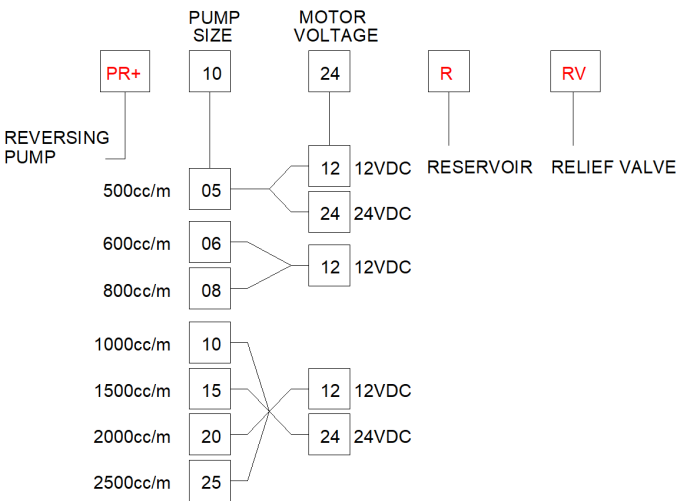 PUMP
SIZE
MOTOR
VOLTAGE
PR+
10
24
R
RV
REVERSING
PUMP
RESERVOIR
RELIEF VALVE
500cc/m
05
12
12VDC
24
24VDC
600cc/m
06
12
12VDC
800cc/m
08
1000cc/m
10
1500cc/m
15
12
12VDC
2000cc/m
20
24
24VDC
2500cc/m
25